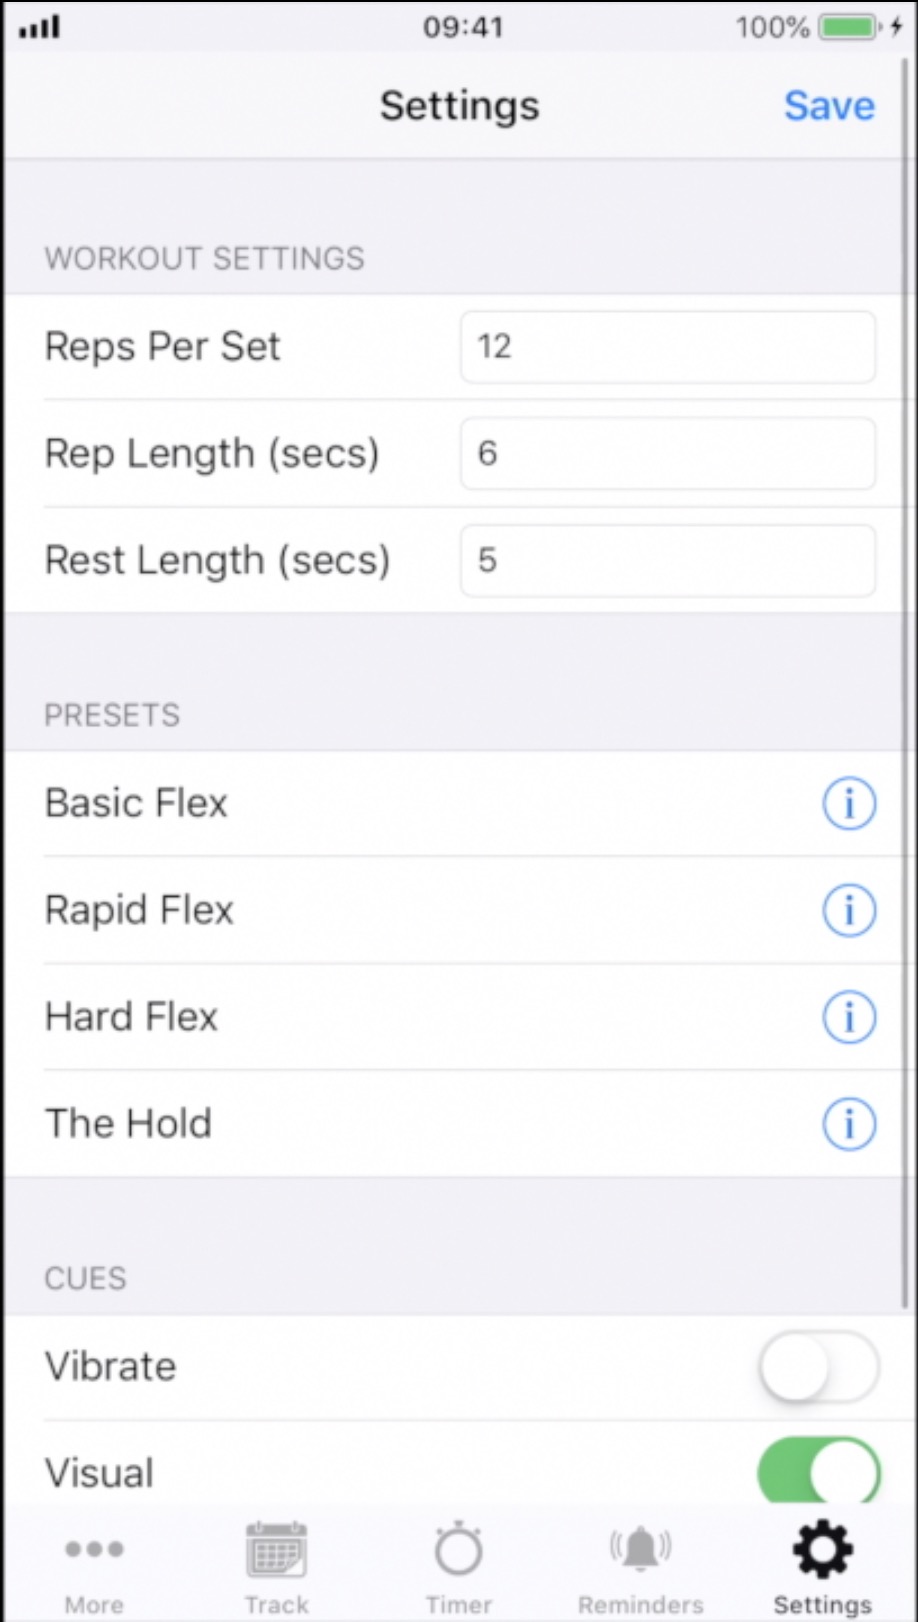 09:41 100%
Settings Save
WORKOUT SETTINGS
Reps Per Set 12
Rep Length (secs) 6
Rest Length (secs) 5
PRESETS
Basic Flex
Rapid Flex
Hard Flex
The Hold
CUES
Vibrate
Visual
More Track Timer Reminders Settings